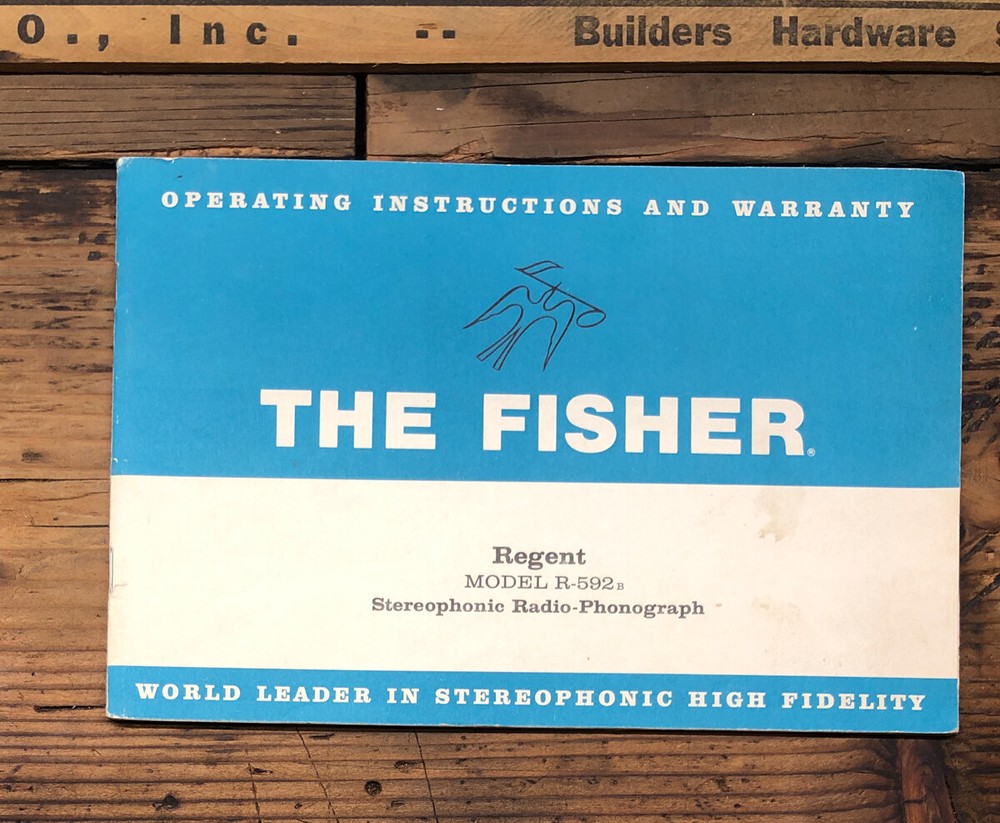 O., Inc. -- Builders Hardware
OPERATING INSTRUCTIONS AND WARRANTY
THE FISHER®
Regent
MODEL R-592B
Stereophonic Radio-Phonograph
WORLD LEADER IN STEREOPHONIC HIGH FIDELITY